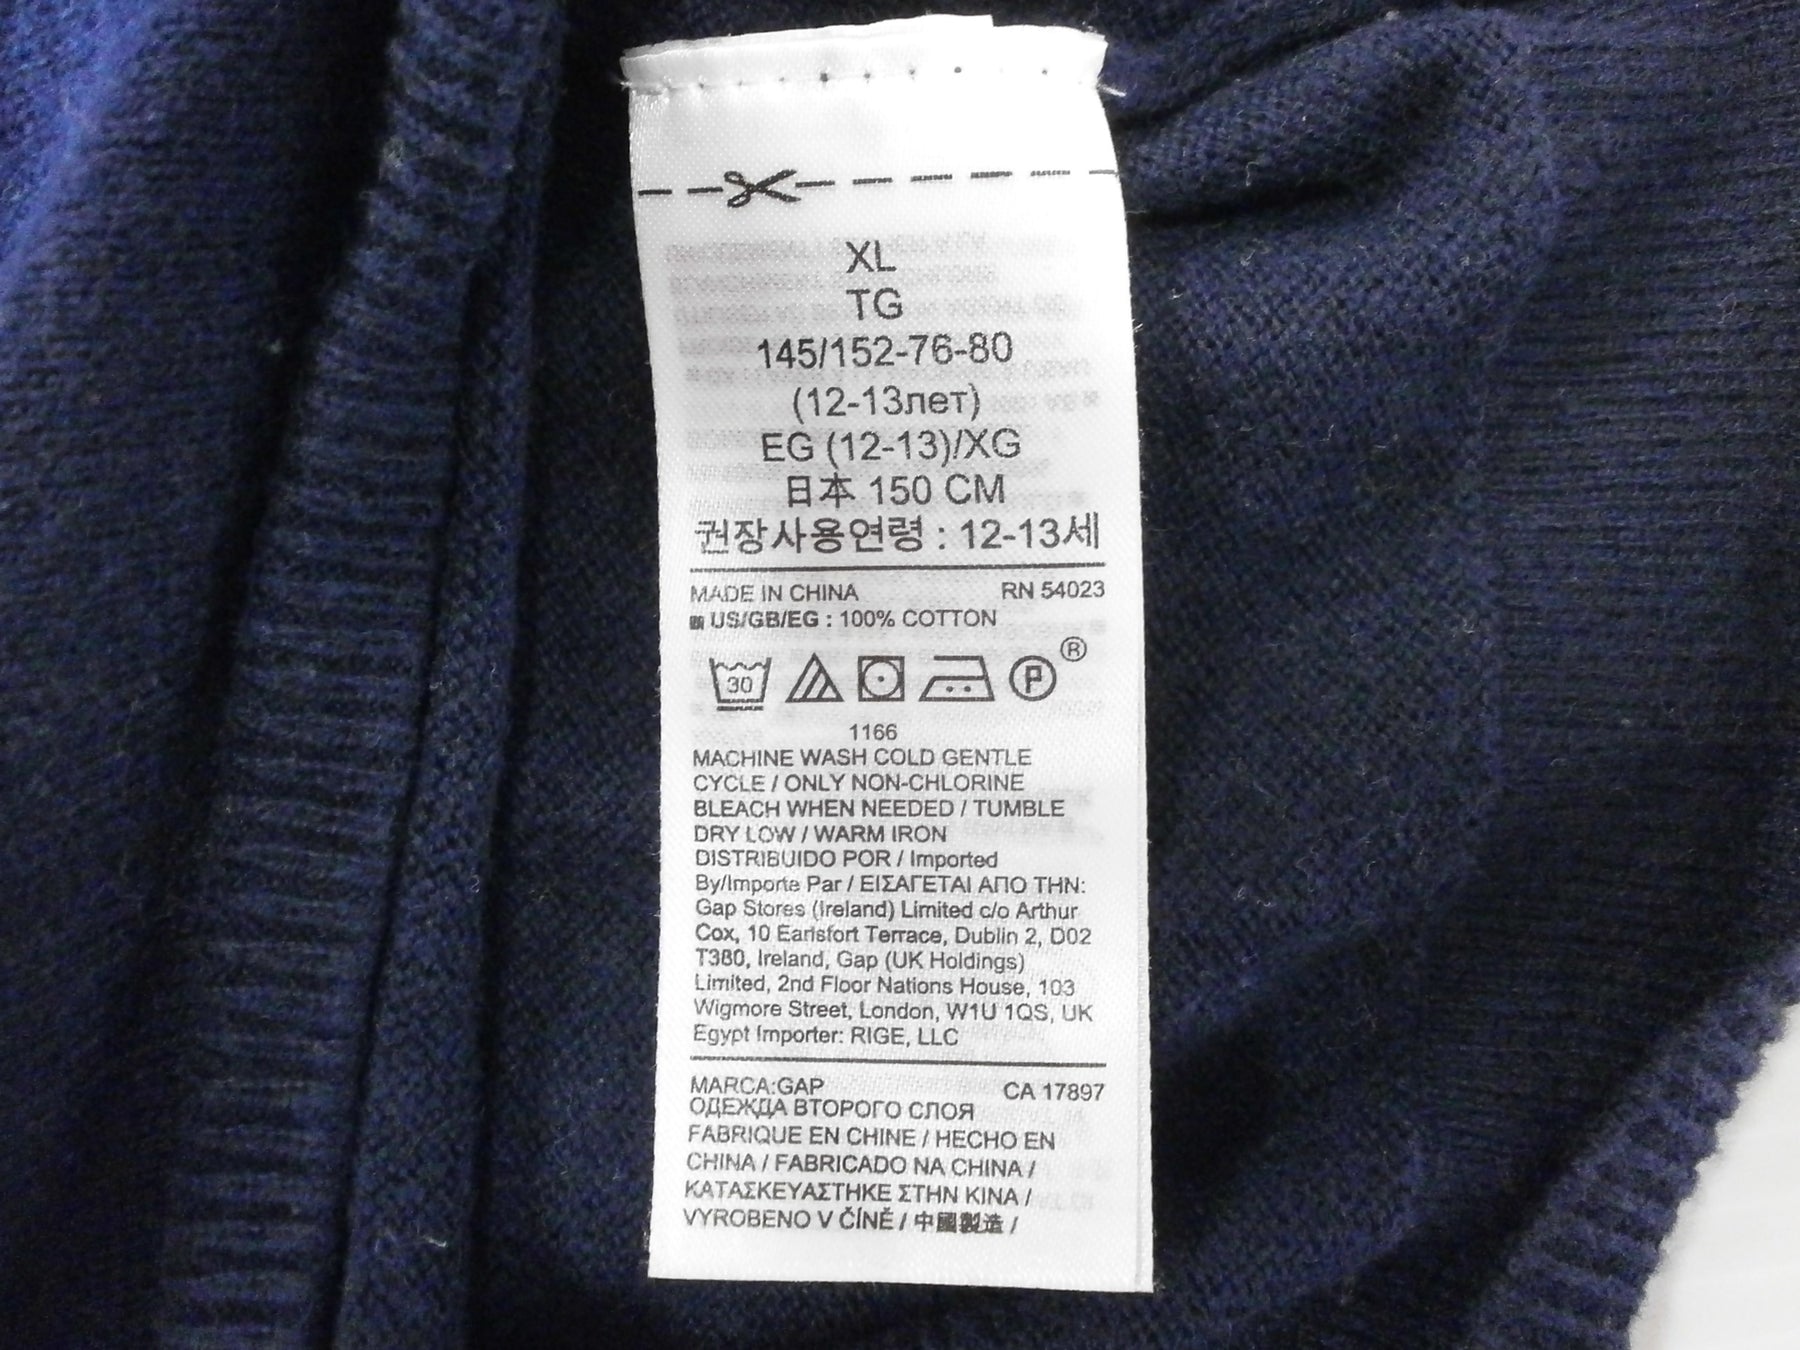 XL
TG
145/152-76-80
(12-13лет)
EG (12-13)/XG
日本 150 CM
권장사용연령 : 12-13세
MADE IN CHINA RN 54023
US/GB/EG : 100% COTTON
30 P ®
1166
MACHINE WASH COLD GENTLE
CYCLE / ONLY NON-CHLORINE
BLEACH WHEN NEEDED / TUMBLE
DRY LOW / WARM IRON
DISTRIBUIDO POR / Imported
By/Importe Par / ΕΙΣΑΓΕΤΑΙ ΑΠΟ ΤΗΝ:
Gap Stores (Ireland) Limited c/o Arthur
Cox, 10 Earlsfort Terrace, Dublin 2, D02
T380, Ireland, Gap (UK Holdings)
Limited, 2nd Floor Nations House, 103
Wigmore Street, London, W1U 1QS, UK
Egypt Importer: RIGE, LLC
MARCA:GAP CA 17897
ОДЕЖДА ВТОРОГО СЛОЯ
FABRIQUE EN CHINE / HECHO EN
CHINA / FABRICADO NA CHINA /
ΚΑΤΑΣΚΕΥΑΣΤΗΚΕ ΣΤΗΝ ΚΙΝΑ /
VYROBENO V ČÍNĚ / 中國製造 /